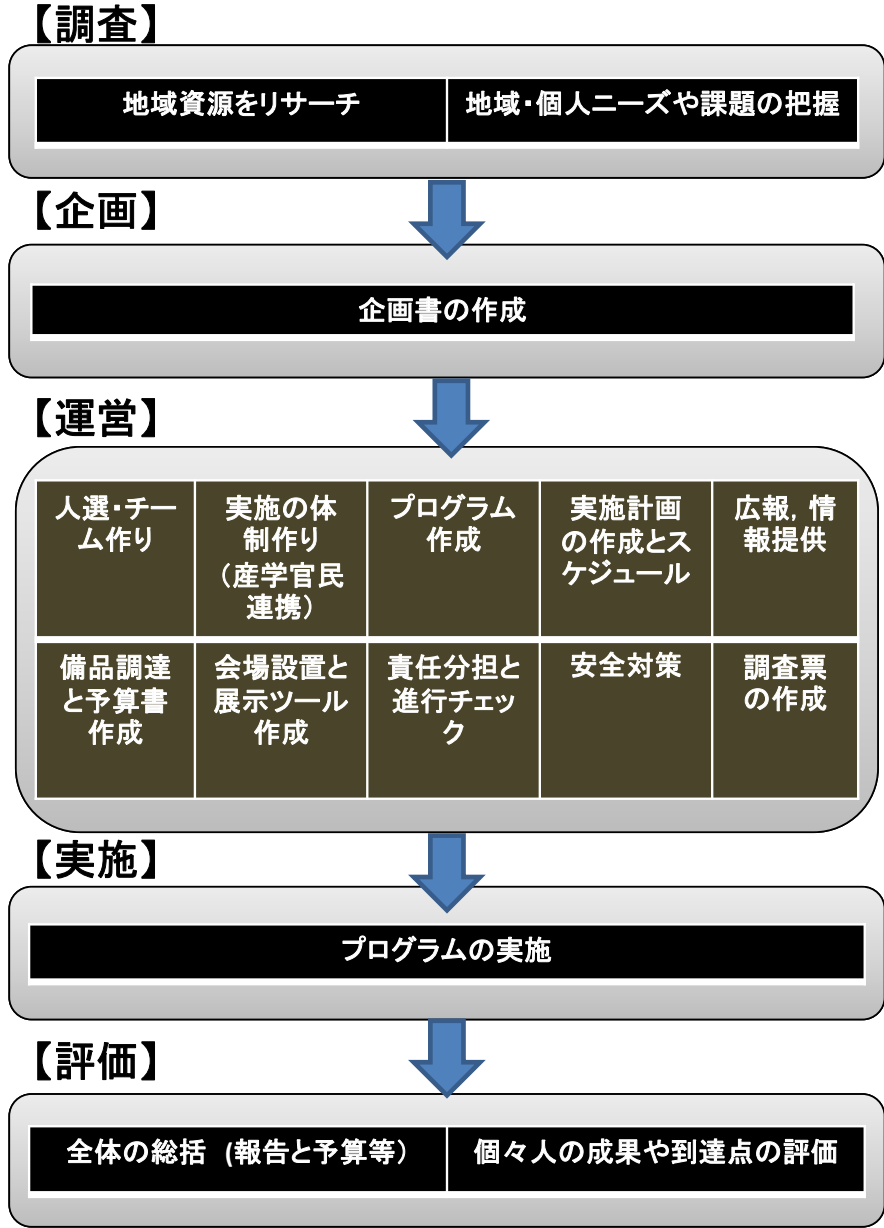 【調査】
地域資源をリサーチ
地域・個人ニーズや課題の把握
【企画】
企画書の作成
【運営】
人選・チー
ム作り
実施の体
制作り
（産学官民
連携）
プログラム
作成
実施計画
の作成とス
ケジュール
広報, 情
報提供
備品調達
と予算書
作成
会場設置と
展示ツール
作成
責任分担と
進行チェッ
ク
安全対策
調査票
の作成
【実施】
プログラムの実施
【評価】
全体の総括 (報告と予算等）
個々人の成果や到達点の評価